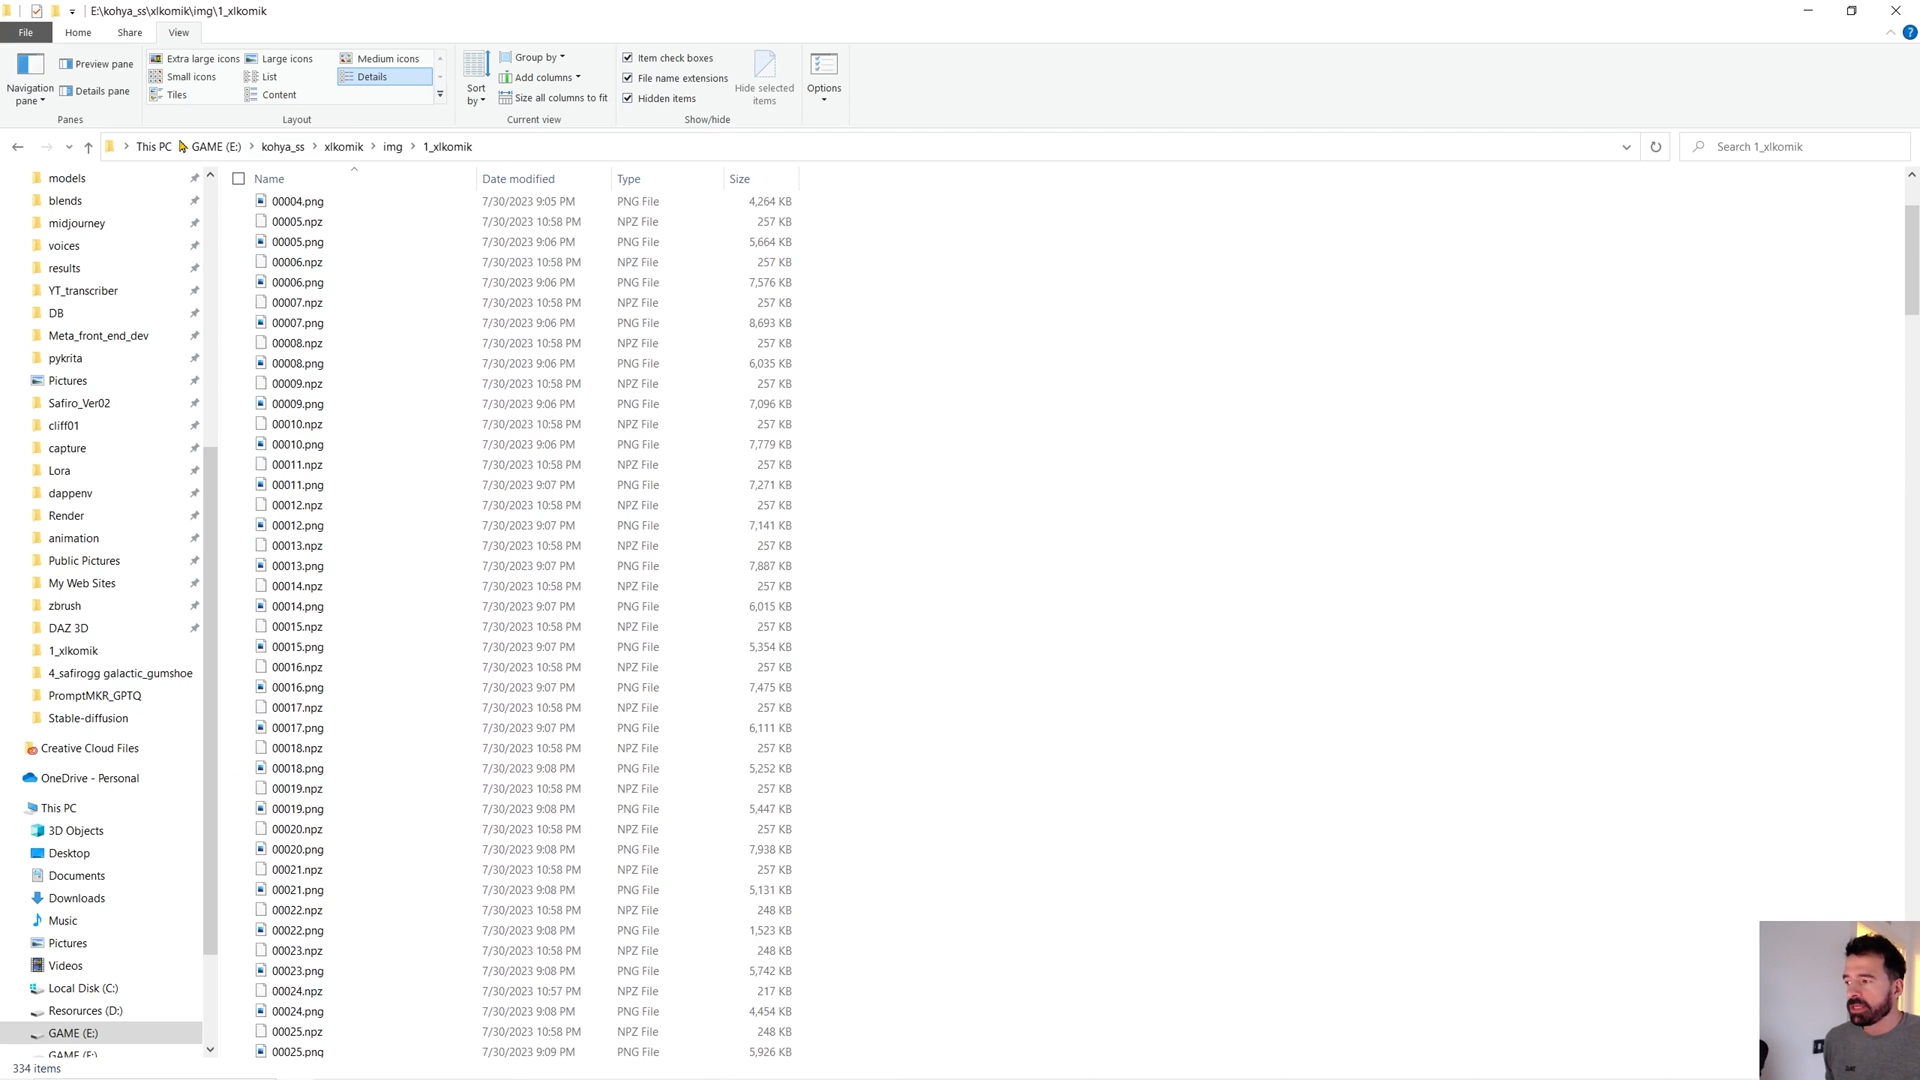 E:\kohya_ss\xlkomik\img\1_xlkomik
File Home Share View
Navigation pane
Preview pane
Details pane
Panes
Extra large icons Large icons Medium icons
Small icons List Details
Tiles Content
Layout
Sort by
Group by
Add columns
Size all columns to fit
Current view
Item check boxes
File name extensions
Hidden items
Hide selected items
Show/hide
Options
This PC GAME (E:) kohya_ss xlkomik img 1_xlkomik
Search 1_xlkomik
models
blends
midjourney
voices
results
YT_transcriber
DB
Meta_front_end_dev
pykrita
Pictures
Safiro_Ver02
cliff01
capture
Lora
dappenv
Render
animation
Public Pictures
My Web Sites
zbrush
DAZ 3D
1_xlkomik
4_safirogg galactic_gumshoe
PromptMKR_GPTQ
Stable-diffusion
Creative Cloud Files
OneDrive - Personal
This PC
3D Objects
Desktop
Documents
Downloads
Music
Pictures
Videos
Local Disk (C:)
Resorurces (D:)
GAME (E:)
GAME (E:)
Name Date modified Type Size
00004.png 7/30/2023 9:05 PM PNG File 4,264 KB
00005.npz 7/30/2023 10:58 PM NPZ File 257 KB
00005.png 7/30/2023 9:06 PM PNG File 5,664 KB
00006.npz 7/30/2023 10:58 PM NPZ File 257 KB
00006.png 7/30/2023 9:06 PM PNG File 7,576 KB
00007.npz 7/30/2023 10:58 PM NPZ File 257 KB
00007.png 7/30/2023 9:06 PM PNG File 8,693 KB
00008.npz 7/30/2023 10:58 PM NPZ File 257 KB
00008.png 7/30/2023 9:06 PM PNG File 6,035 KB
00009.npz 7/30/2023 10:58 PM NPZ File 257 KB
00009.png 7/30/2023 9:06 PM PNG File 7,096 KB
00010.npz 7/30/2023 10:58 PM NPZ File 257 KB
00010.png 7/30/2023 9:06 PM PNG File 7,779 KB
00011.npz 7/30/2023 10:58 PM NPZ File 257 KB
00011.png 7/30/2023 9:07 PM PNG File 7,271 KB
00012.npz 7/30/2023 10:58 PM NPZ File 257 KB
00012.png 7/30/2023 9:07 PM PNG File 7,141 KB
00013.npz 7/30/2023 10:58 PM NPZ File 257 KB
00013.png 7/30/2023 9:07 PM PNG File 7,887 KB
00014.npz 7/30/2023 10:58 PM NPZ File 257 KB
00014.png 7/30/2023 9:07 PM PNG File 6,015 KB
00015.npz 7/30/2023 10:58 PM NPZ File 257 KB
00015.png 7/30/2023 9:07 PM PNG File 5,354 KB
00016.npz 7/30/2023 10:58 PM NPZ File 257 KB
00016.png 7/30/2023 9:07 PM PNG File 7,475 KB
00017.npz 7/30/2023 10:58 PM NPZ File 257 KB
00017.png 7/30/2023 9:07 PM PNG File 6,111 KB
00018.npz 7/30/2023 10:58 PM NPZ File 257 KB
00018.png 7/30/2023 9:08 PM PNG File 5,252 KB
00019.npz 7/30/2023 10:58 PM NPZ File 257 KB
00019.png 7/30/2023 9:08 PM PNG File 5,447 KB
00020.npz 7/30/2023 10:58 PM NPZ File 257 KB
00020.png 7/30/2023 9:08 PM PNG File 7,938 KB
00021.npz 7/30/2023 10:58 PM NPZ File 257 KB
00021.png 7/30/2023 9:08 PM PNG File 5,131 KB
00022.npz 7/30/2023 10:58 PM NPZ File 248 KB
00022.png 7/30/2023 9:08 PM PNG File 1,523 KB
00023.npz 7/30/2023 10:58 PM NPZ File 248 KB
00023.png 7/30/2023 9:08 PM PNG File 5,742 KB
00024.npz 7/30/2023 10:57 PM NPZ File 217 KB
00024.png 7/30/2023 9:08 PM PNG File 4,454 KB
00025.npz 7/30/2023 10:58 PM NPZ File 248 KB
00025.png 7/30/2023 9:09 PM PNG File 5,926 KB
334 items